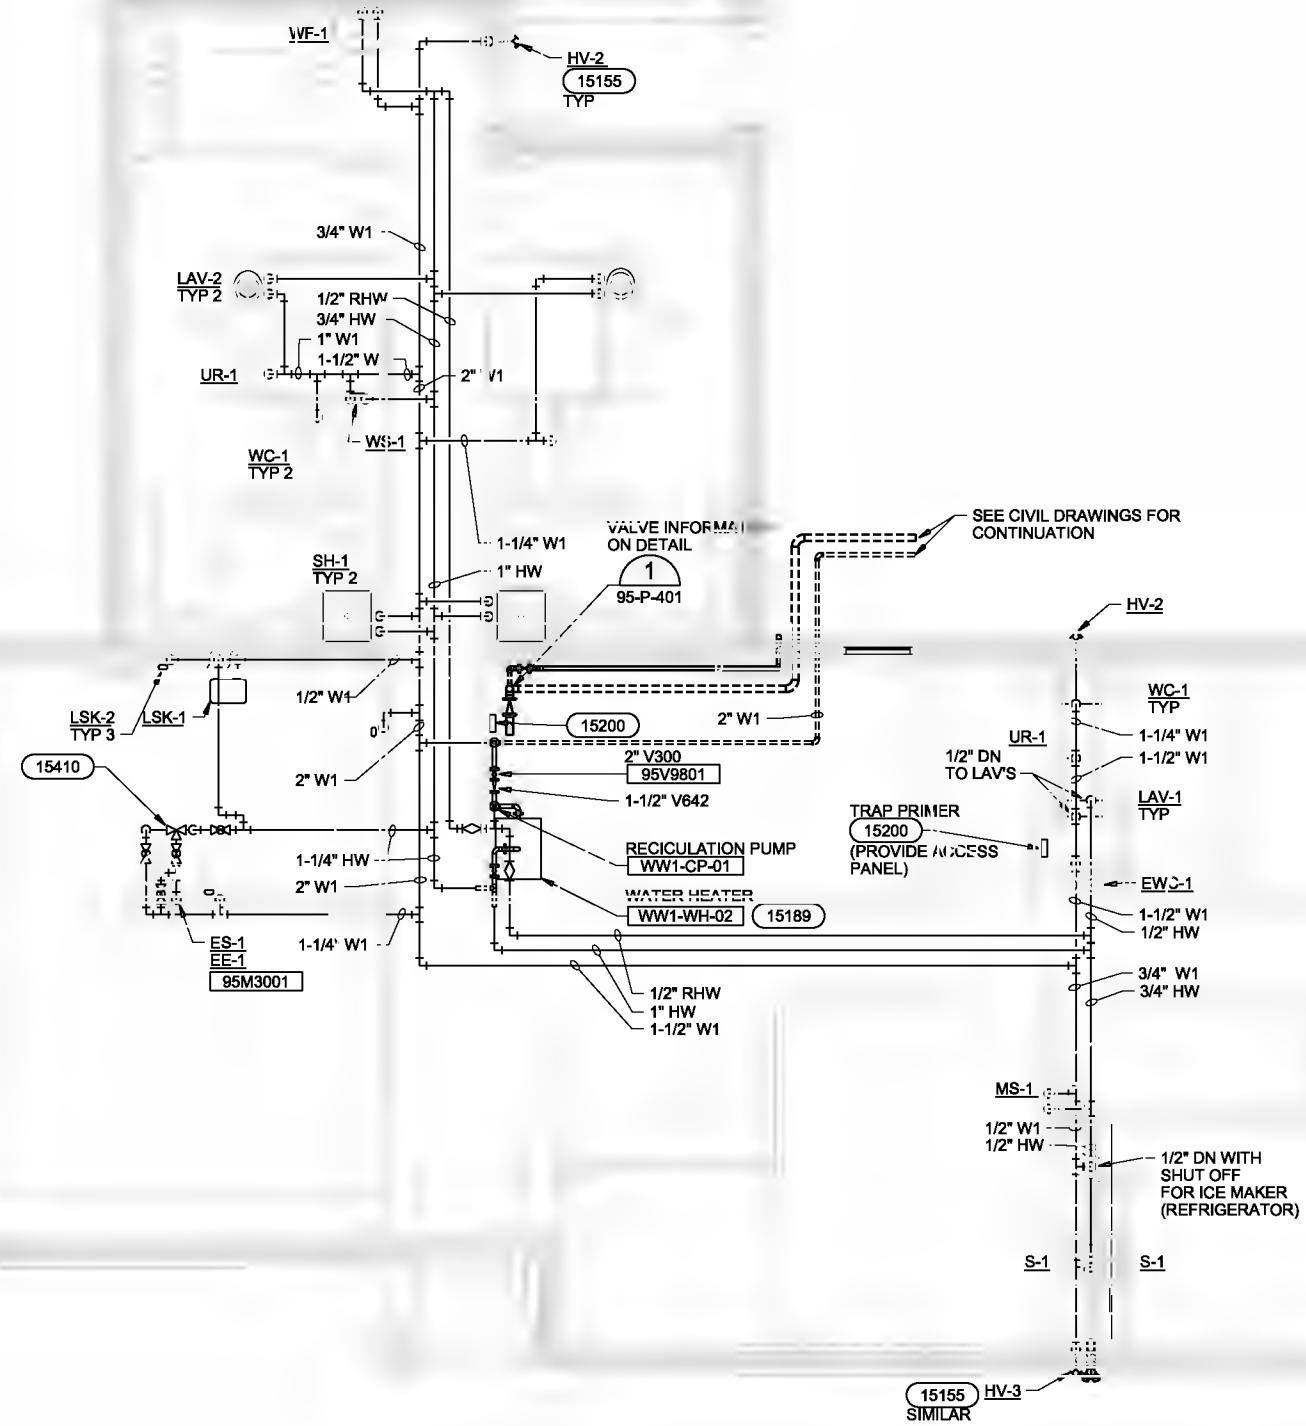 WF-1
HV-2
15155
TYP
3/4" W1
LAV-2
TYP 2
1/2" RHW
3/4" HW
1" W1
1-1/2" W
UR-1
2" W1
WS-1
WC-1
TYP 2
1-1/4" W1
1" HW
SH-1
TYP 2
VALVE INFORMATI
ON DETAIL
1
95-P-401
SEE CIVIL DRAWINGS FOR
CONTINUATION
HV-2
1/2" W1
LSK-2
TYP 3
LSK-1
15200
2" W1
WC-1
TYP
1-1/4" W1
UR-1
1-1/2" W1
15410
2" W1
2" V300
95V9801
1-1/2" V642
1/2" DN
TO LAV'S
LAV-1
TYP
TRAP PRIMER
15200
(PROVIDE ACCESS
PANEL)
1-1/4" HW
2" W1
RECICULATION PUMP
WW1-CP-01
WATER HEATER
WW1-WH-02
15189
EWC-1
1-1/2" W1
1/2" HW
ES-1
EE-1
95M3001
1-1/4" W1
3/4" W1
3/4" HW
1/2" RHW
1" HW
1-1/2" W1
MS-1
1/2" W1
1/2" HW
1/2" DN WITH
SHUT OFF
FOR ICE MAKER
(REFRIGERATOR)
S-1
S-1
15155
HV-3
SIMILAR